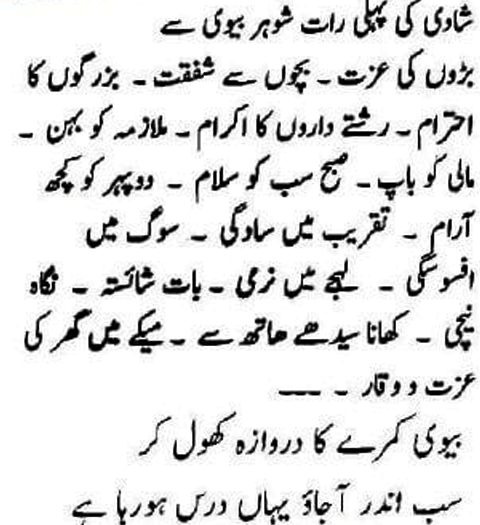 شادی کی پہلی رات شوہر بیوی سے
بڑوں کی عزت ۔ بچوں سے شفقت ۔ بزرگوں کا
احترام ۔ رشتے داروں کا اکرام ۔ ملازمہ کو بہن ۔
مالی کو باپ ۔ صبح سب کو سلام ۔ دوپہر کو کچھ
آرام ۔ تقریب میں سادگی ۔ سوگ میں
افسوسگی ۔ لہجے میں نرمی ۔ بات شائستہ ۔ نگاہ
نیچی ۔ کھانا سیدھے ھاتھ سے ۔ میکے میں گھر کی
عزت و وقار ۔ ۔۔۔۔
بیوی کمرے کا دروازہ کھول کر
سب اندر آجاؤ یہاں درس ہورہا ہے